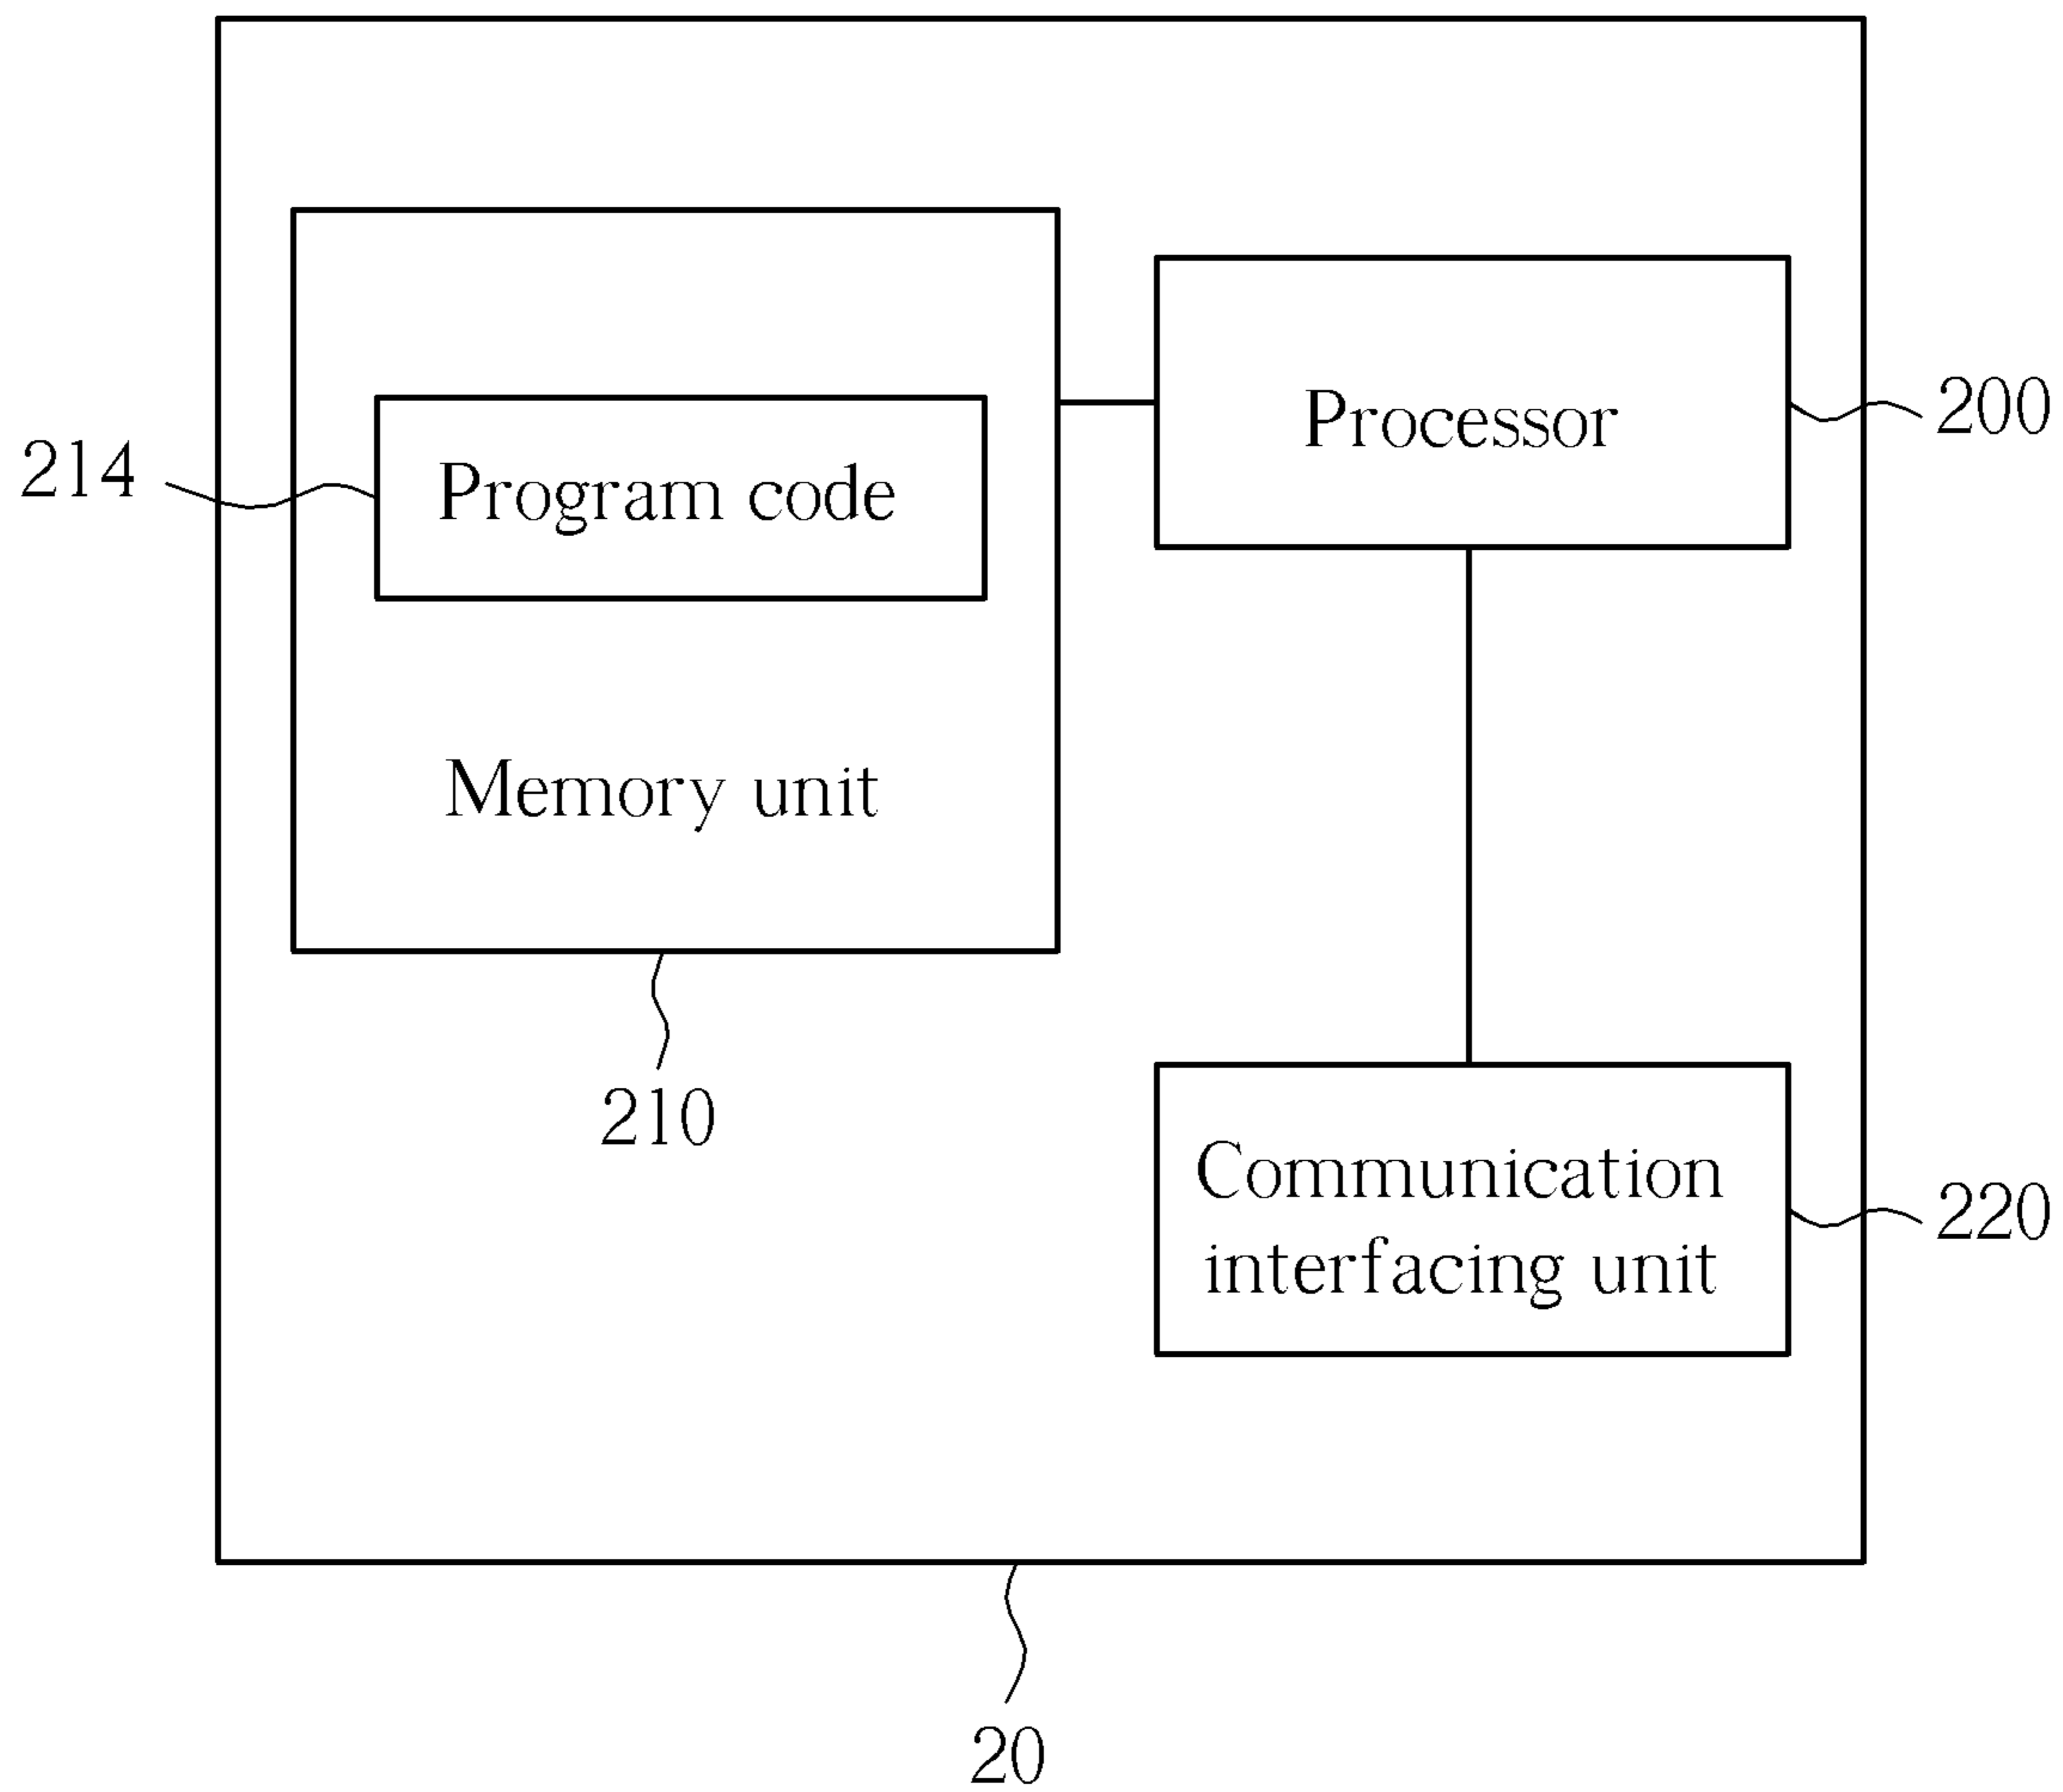 Processor
200
214
Program code
Memory unit
210
Communication
interfacing unit
220
20